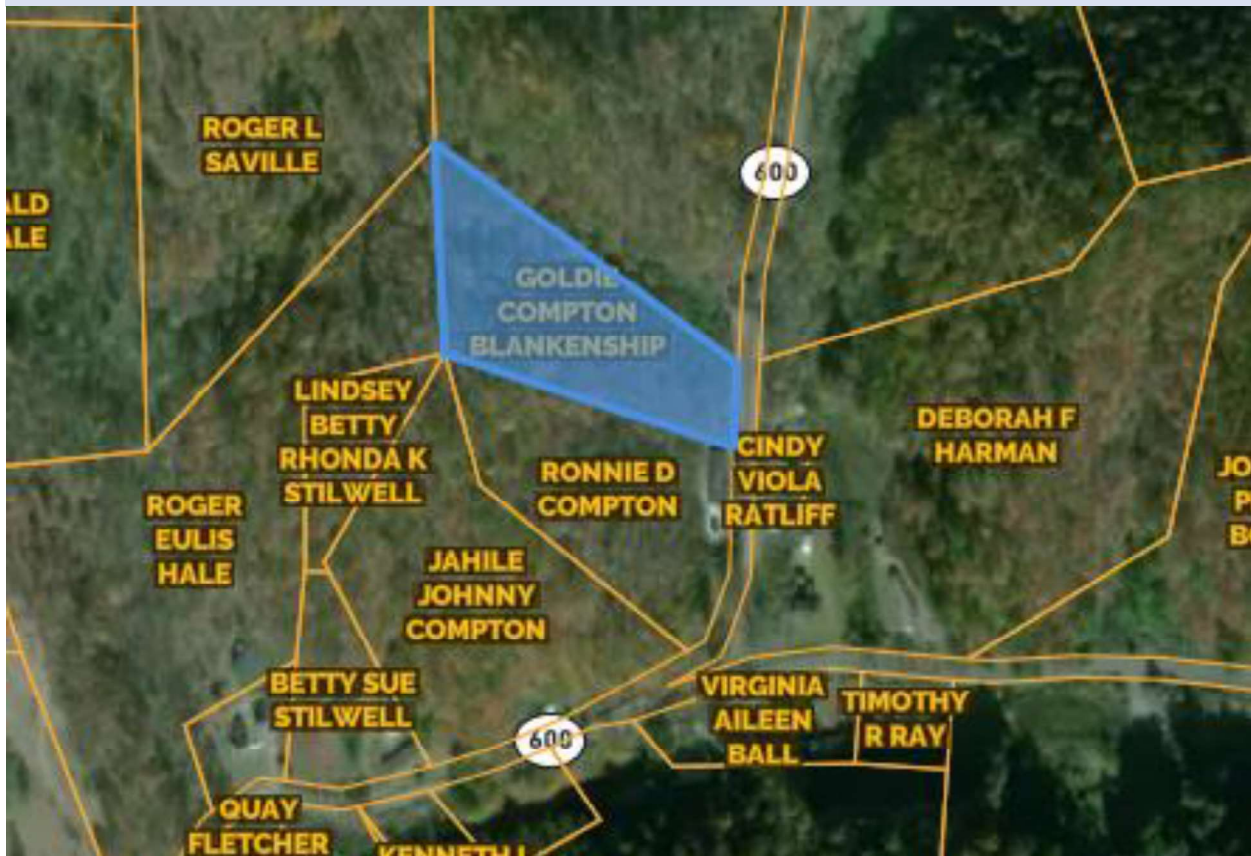 ROGER L
SAVILLE
600
GOLDIE
COMPTON
BLANKENSHIP
LINDSEY
BETTY
RHONDA K
STILWELL
DEBORAH F
HARMAN
CINDY
VIOLA
RATLIFF
RONNIE D
COMPTON
ROGER
EULIS
HALE
JAHILE
JOHNNY
COMPTON
BETTY SUE
STILWELL
VIRGINIA
AILEEN
BALL
TIMOTHY
R RAY
600
QUAY
FLETCHER